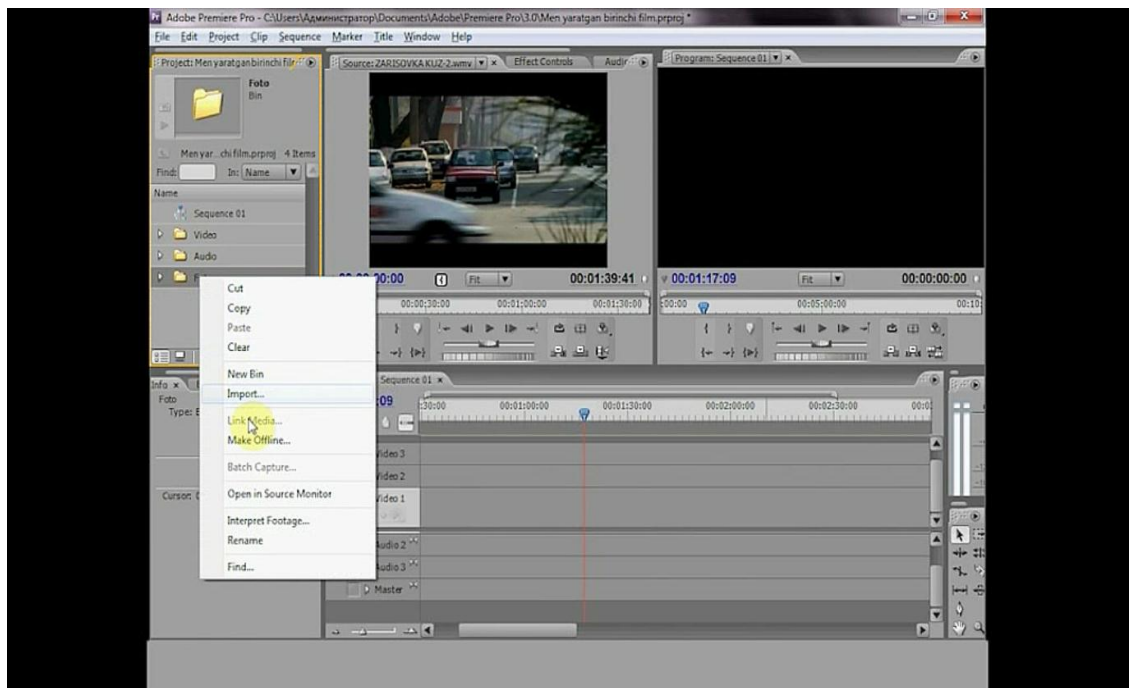 Adobe Premiere Pro - C:\Users\Администратор\Documents\Adobe\Premiere Pro\3.0\Men yaratgan birinchi film.prproj *
File Edit Project Clip Sequence Marker Title Window Help
Project: Men yaratgan birinchi film
Source: ZARISOVKA KUZ-2.wmv Effect Controls
Program: Sequence 01
Foto
Bin
Men yar...chi film.prproj 4 Items
Find: In: Name
Name
Sequence 01
Video
Audio
Cut
Copy
Paste
Clear
New Bin
Import...
Link Media...
Make Offline...
Batch Capture...
Open in Source Monitor
Interpret Footage...
Rename
Find...
Fit 00:01:39:41
00:00:30:00 00:01:00:00 00:01:30:00
00:01:17:09 Fit 00:00:00:00
00:05:00:00
Info
Foto
Type:
Cursor:
Sequence 01
:30:00 00:01:00:00 00:01:30:00 00:02:00:00 00:02:30:00
Video 3
Video 2
Video 1
Audio 2
Audio 3
Master